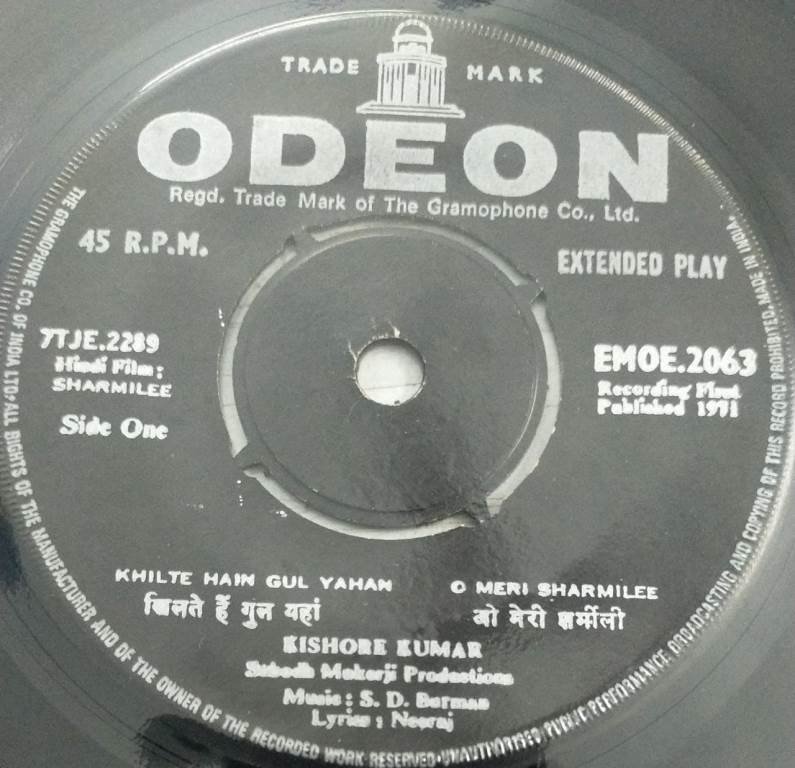 TRADE MARK
ODEON
Regd. Trade Mark of The Gramophone Co., Ltd.
45 R.P.M.
EXTENDED PLAY
7TJE.2289
Hindi Film:
SHARMILEE
Side One
EMOE.2063
Recording First
Published 1971
KHILTE HAIN GUL YAHAN
खिलते हैं गुल यहां
O MERI SHARMILEE
ओ मेरी शर्मीली
KISHORE KUMAR
Subodh Mukerji Productions
Music : S. D. Burman
Lyrics : Neeraj
THE GRAMOPHONE CO. OF INDIA LTD. ALL RIGHTS OF THE MANUFACTURER AND OF THE OWNER OF THE RECORDED WORK RESERVED. UNAUTHORISED PUBLIC PERFORMANCE, BROADCASTING AND COPYING OF THIS RECORD PROHIBITED. MADE IN INDIA.